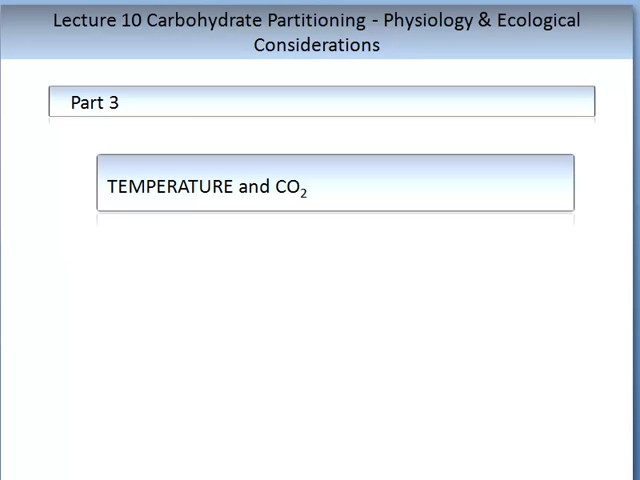 Lecture 10 Carbohydrate Partitioning - Physiology & Ecological
Considerations
Part 3
TEMPERATURE and CO₂